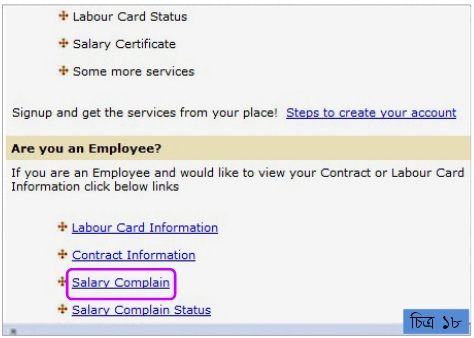 Labour Card Status
Salary Certificate
Some more services
Signup and get the services from your place! Steps to create your account
Are you an Employee?
If you are an Employee and would like to view your Contract or Labour Card
Information click below links
Labour Card Information
Contract Information
Salary Complain
Salary Complain Status
চিত্র ১৮